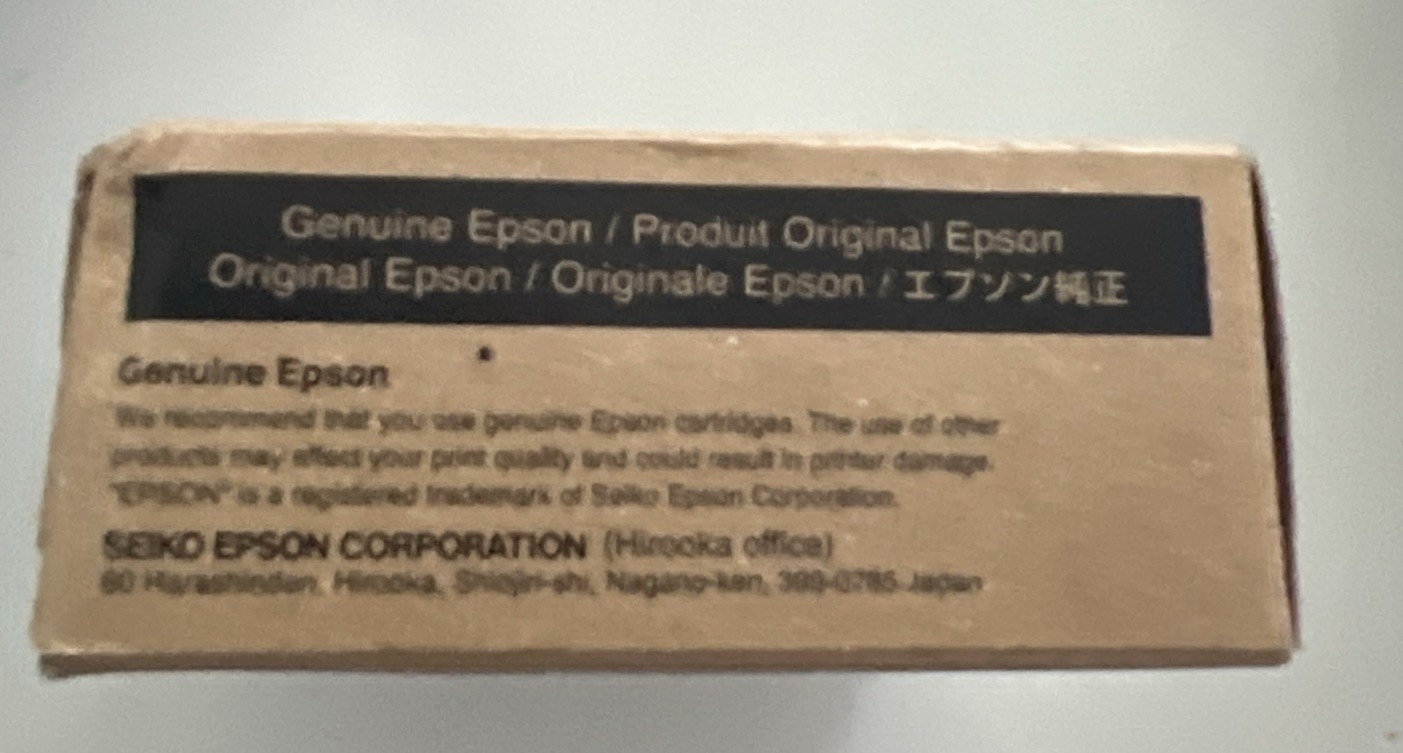 Genuine Epson / Produit Original Epson
Original Epson / Originale Epson / エプソン純正
Genuine Epson
We recommend that you use genuine Epson cartridges. The use of other
products may affect your print quality and could result in printer damage.
"EPSON" is a registered trademark of Seiko Epson Corporation.
SEIKO EPSON CORPORATION (Hirooka office)
80 Harashinden, Hirooka, Shiojiri-shi, Nagano-ken, 399-0785 Japan